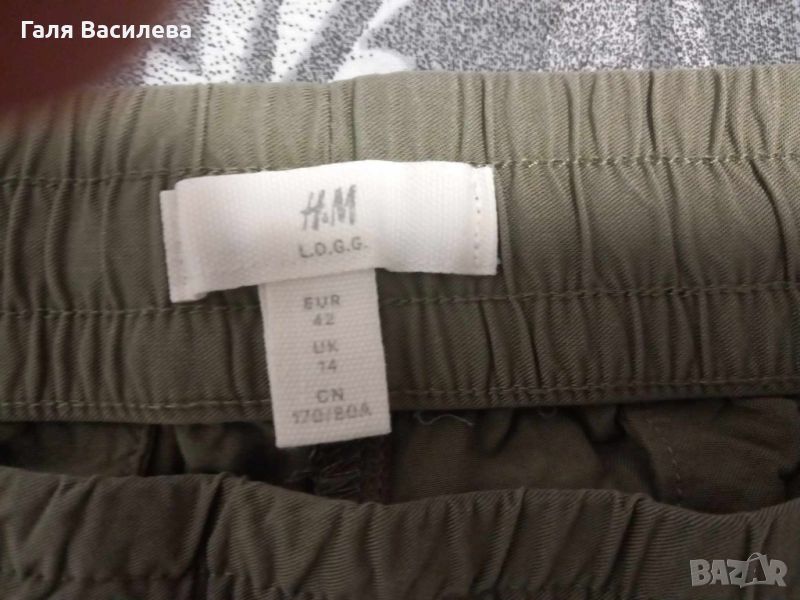 Галя Василева
H&M
L.O.G.G.
EUR
42
UK
14
CN
170/80A
BAZAR